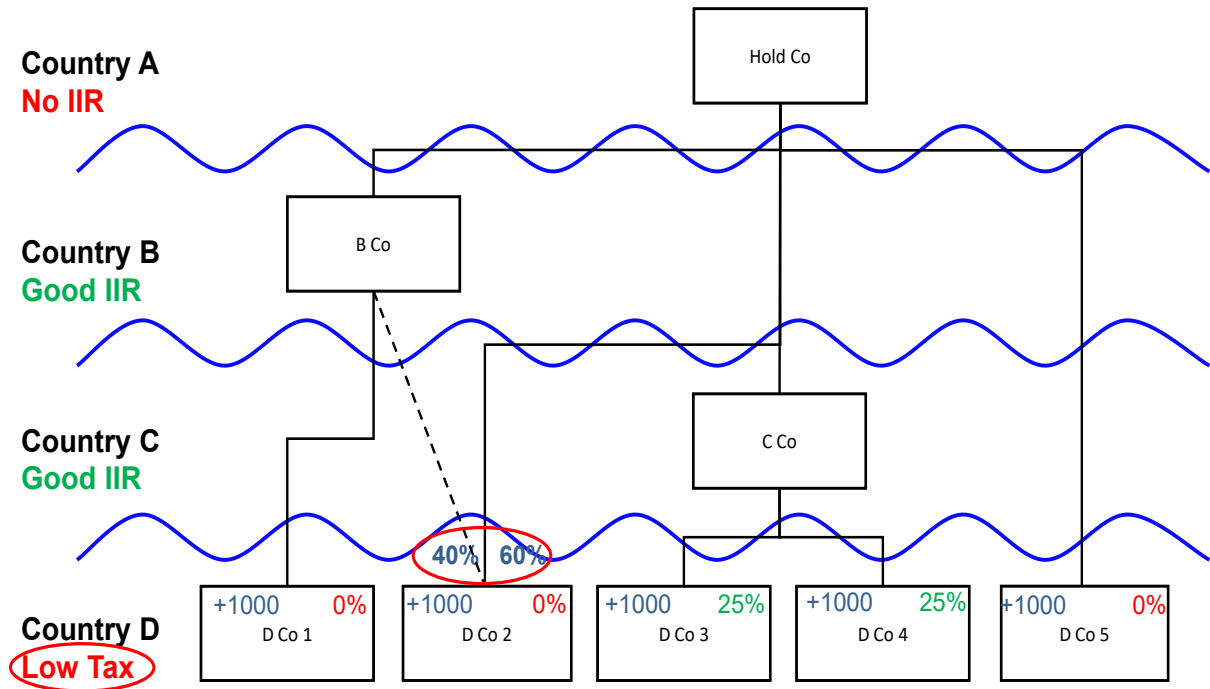 Hold Co
Country A
No IIR
B Co
Country B
Good IIR
C Co
Country C
Good IIR
40% 60%
+1000 0%
D Co 1
+1000 0%
D Co 2
+1000 25%
D Co 3
+1000 25%
D Co 4
+1000 0%
D Co 5
Country D
Low Tax